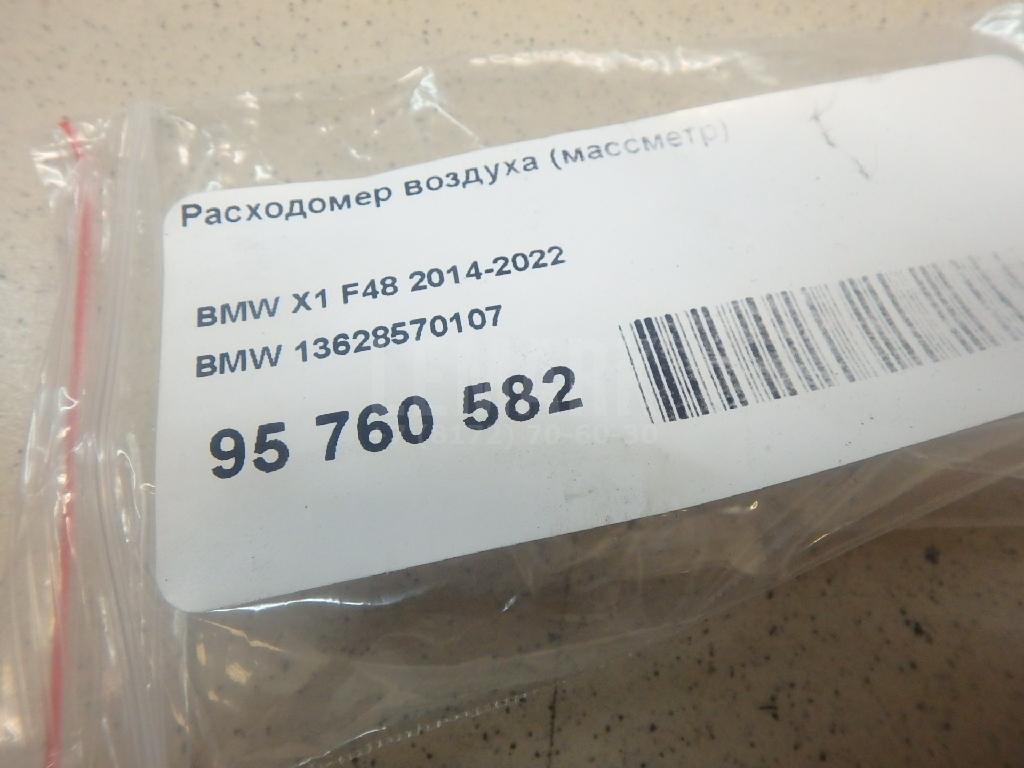 Расходомер воздуха (массметр)
BMW X1 F48 2014-2022
BMW 13628570107
95 760 582